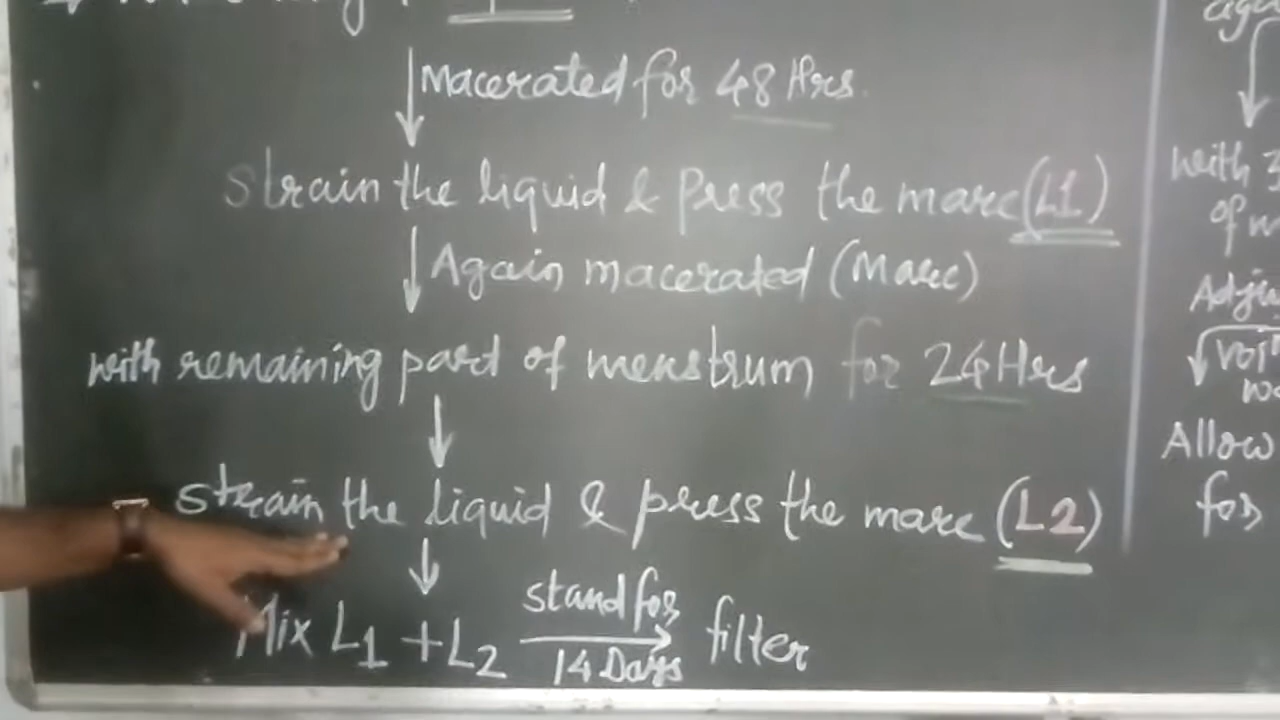 Macerated for 48 Hrs.
Strain the liquid & Press the marc (L1)
Again macerated (Marc)
with remaining part of menstrum for 24 Hrs
strain the liquid & press the marc (L2)
Mix L1 + L2 stand for 14 Days filter
with
of
Allow
for